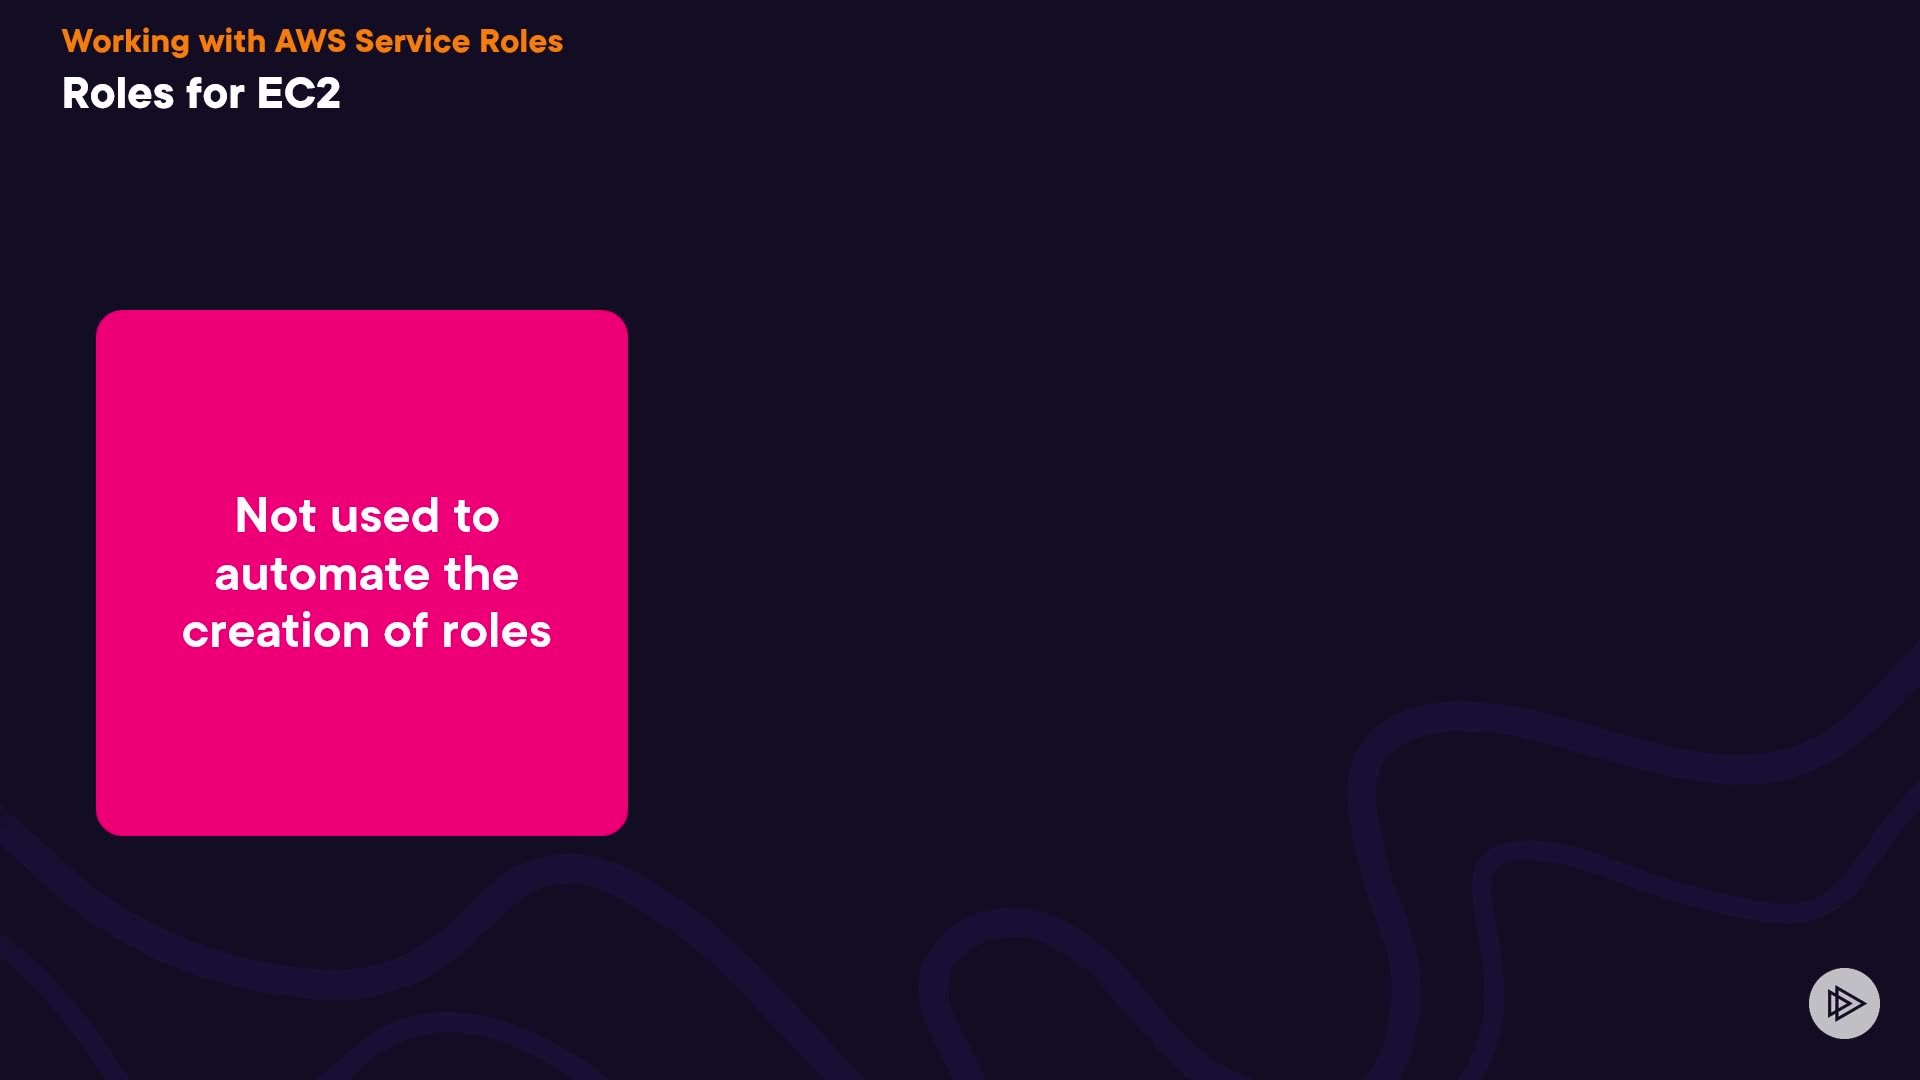 Working with AWS Service Roles
Roles for EC2
Not used to
automate the
creation of roles